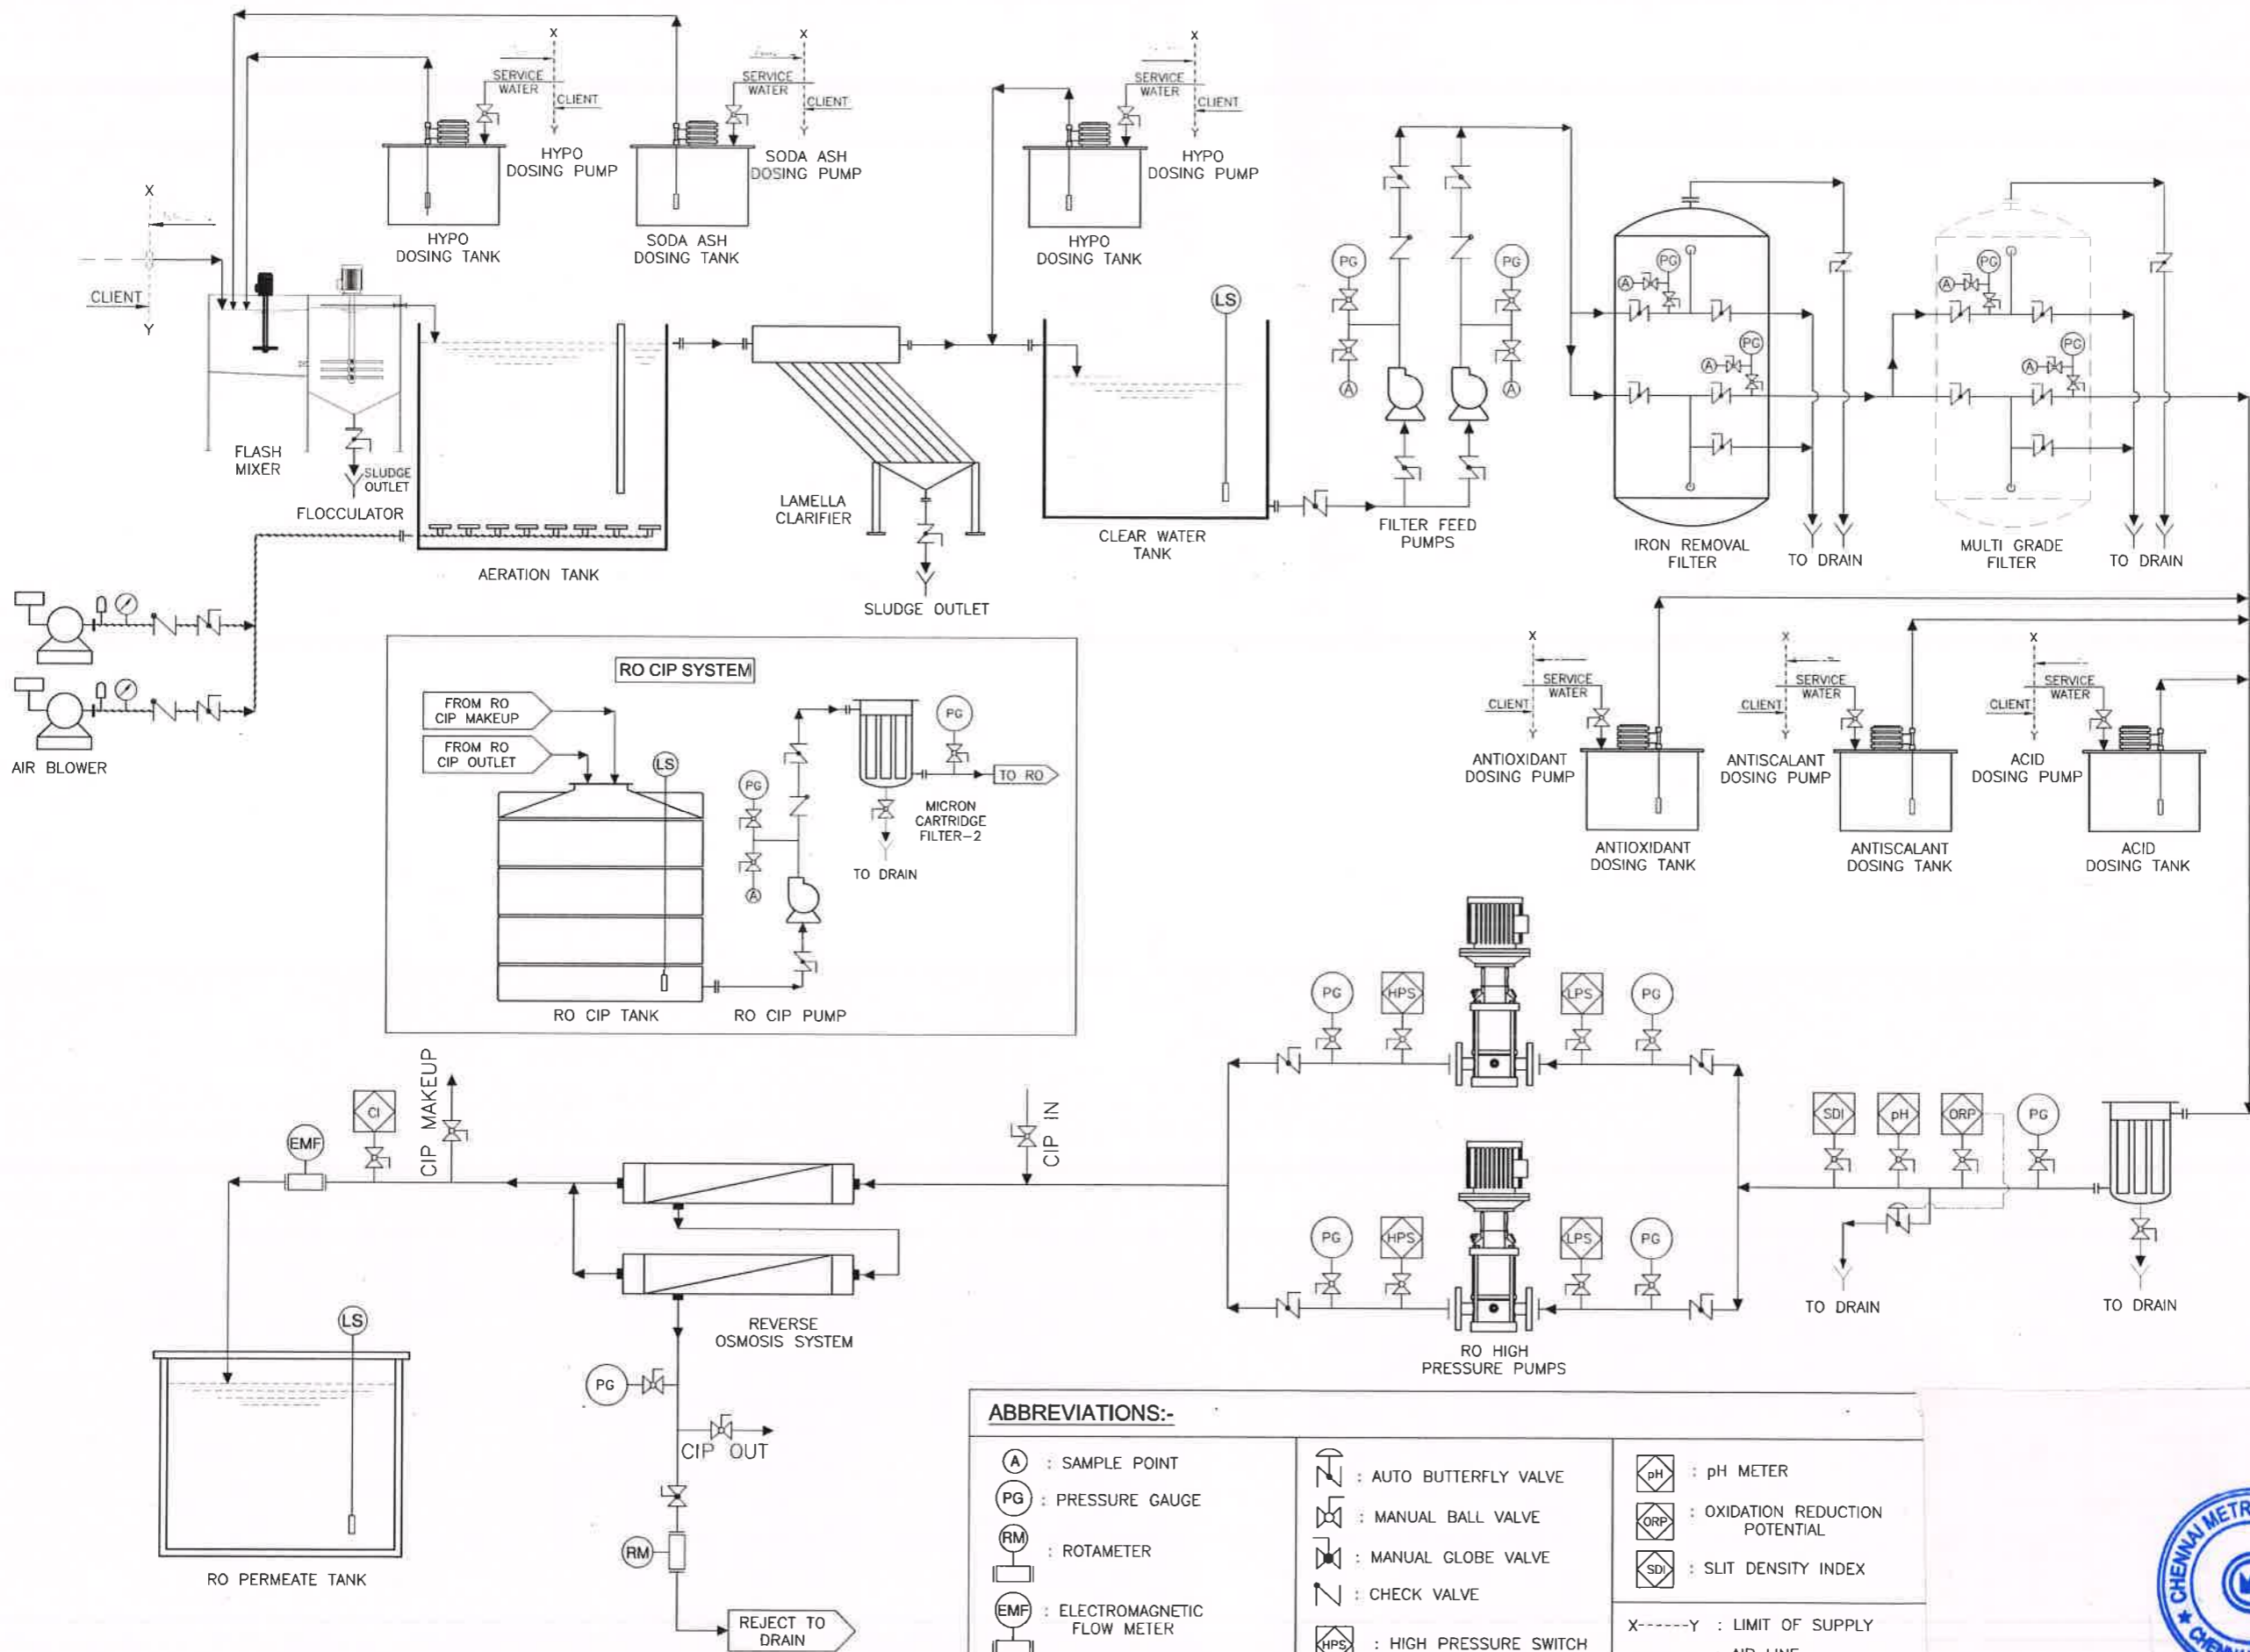 X
SERVICE
WATER
CLIENT
Y
HYPO
DOSING PUMP
HYPO
DOSING TANK
X
SERVICE
WATER
CLIENT
Y
SODA ASH
DOSING PUMP
SODA ASH
DOSING TANK
X
SERVICE
WATER
CLIENT
Y
HYPO
DOSING PUMP
HYPO
DOSING TANK
X
CLIENT
Y
FLASH
MIXER
SLUDGE
OUTLET
FLOCCULATOR
AERATION TANK
LAMELLA
CLARIFIER
SLUDGE OUTLET
LS
CLEAR WATER
TANK
PG
A
PG
A
FILTER FEED
PUMPS
PG
A
PG
A
IRON REMOVAL
FILTER
TO DRAIN
PG
A
PG
A
MULTI GRADE
FILTER
TO DRAIN
AIR BLOWER
RO CIP SYSTEM
FROM RO
CIP MAKEUP
FROM RO
CIP OUTLET
LS
PG
A
PG
TO RO
MICRON
CARTRIDGE
FILTER-2
TO DRAIN
RO CIP TANK
RO CIP PUMP
X
SERVICE
WATER
CLIENT
Y
ANTIOXIDANT
DOSING PUMP
ANTIOXIDANT
DOSING TANK
X
SERVICE
WATER
CLIENT
Y
ANTISCALANT
DOSING PUMP
ANTISCALANT
DOSING TANK
X
SERVICE
WATER
CLIENT
Y
ACID
DOSING PUMP
ACID
DOSING TANK
PG
HPS
LPS
PG
PG
HPS
LPS
PG
RO HIGH
PRESSURE PUMPS
SDI
pH
ORP
PG
TO DRAIN
TO DRAIN
CIP IN
CIP MAKEUP
CI
EMF
REVERSE
OSMOSIS SYSTEM
LS
RO PERMEATE TANK
PG
CIP OUT
RM
REJECT TO
DRAIN
ABBREVIATIONS:-
A : SAMPLE POINT
PG : PRESSURE GAUGE
RM : ROTAMETER
EMF : ELECTROMAGNETIC
FLOW METER
: AUTO BUTTERFLY VALVE
: MANUAL BALL VALVE
: MANUAL GLOBE VALVE
: CHECK VALVE
HPS : HIGH PRESSURE SWITCH
pH : pH METER
ORP : OXIDATION REDUCTION
POTENTIAL
SDI : SLIT DENSITY INDEX
X------Y : LIMIT OF SUPPLY
CHENNAI METR